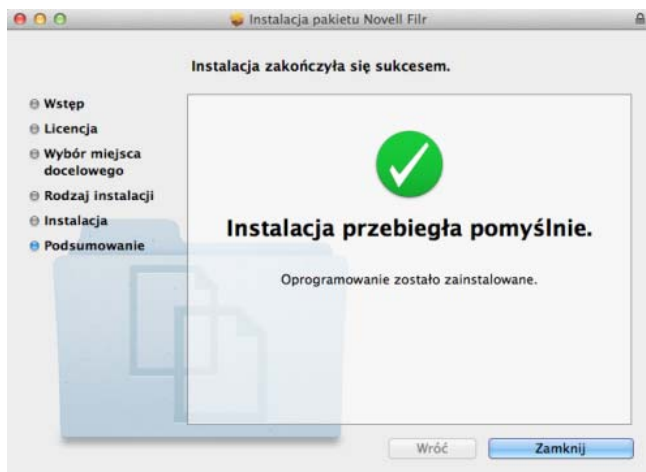 Instalacja pakietu Novell Filr
Instalacja zakończyła się sukcesem.
Wstęp
Licencja
Wybór miejsca
docelowego
Rodzaj instalacji
Instalacja
Podsumowanie
Instalacja przebiegła pomyślnie.
Oprogramowanie zostało zainstalowane.
Wróć
Zamknij